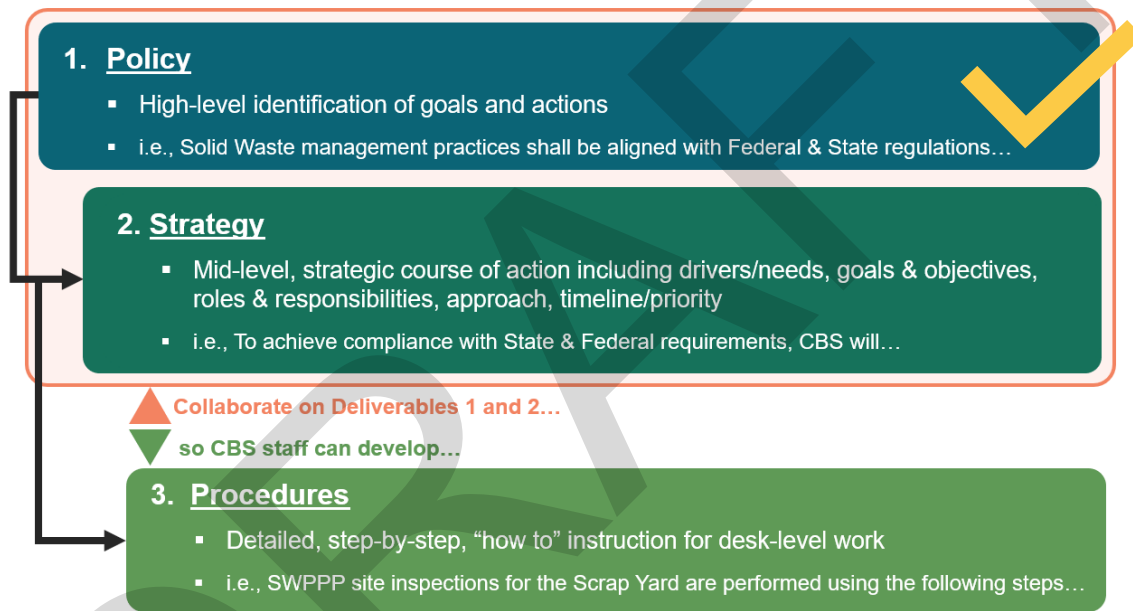 1. Policy
▪ High-level identification of goals and actions
▪ i.e., Solid Waste management practices shall be aligned with Federal & State regulations…
2. Strategy
▪ Mid-level, strategic course of action including drivers/needs, goals & objectives,
roles & responsibilities, approach, timeline/priority
▪ i.e., To achieve compliance with State & Federal requirements, CBS will…
Collaborate on Deliverables 1 and 2…
so CBS staff can develop…
3. Procedures
▪ Detailed, step-by-step, “how to” instruction for desk-level work
▪ i.e., SWPPP site inspections for the Scrap Yard are performed using the following steps…